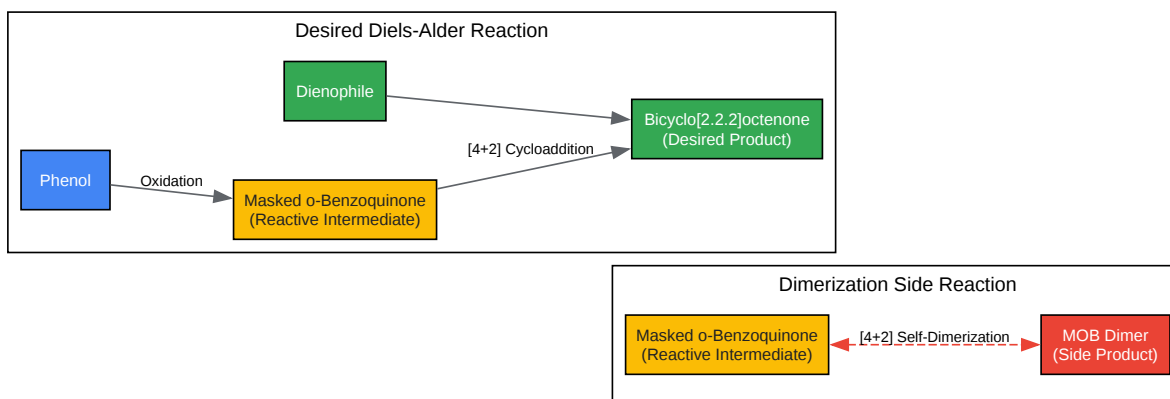 Desired Diels-Alder Reaction
Dienophile
Bicyclo[2.2.2]octenone
(Desired Product)
[4+2] Cycloaddition
Phenol
Oxidation
Masked o-Benzoquinone
(Reactive Intermediate)
Dimerization Side Reaction
Masked o-Benzoquinone
(Reactive Intermediate)
[4+2] Self-Dimerization
MOB Dimer
(Side Product)